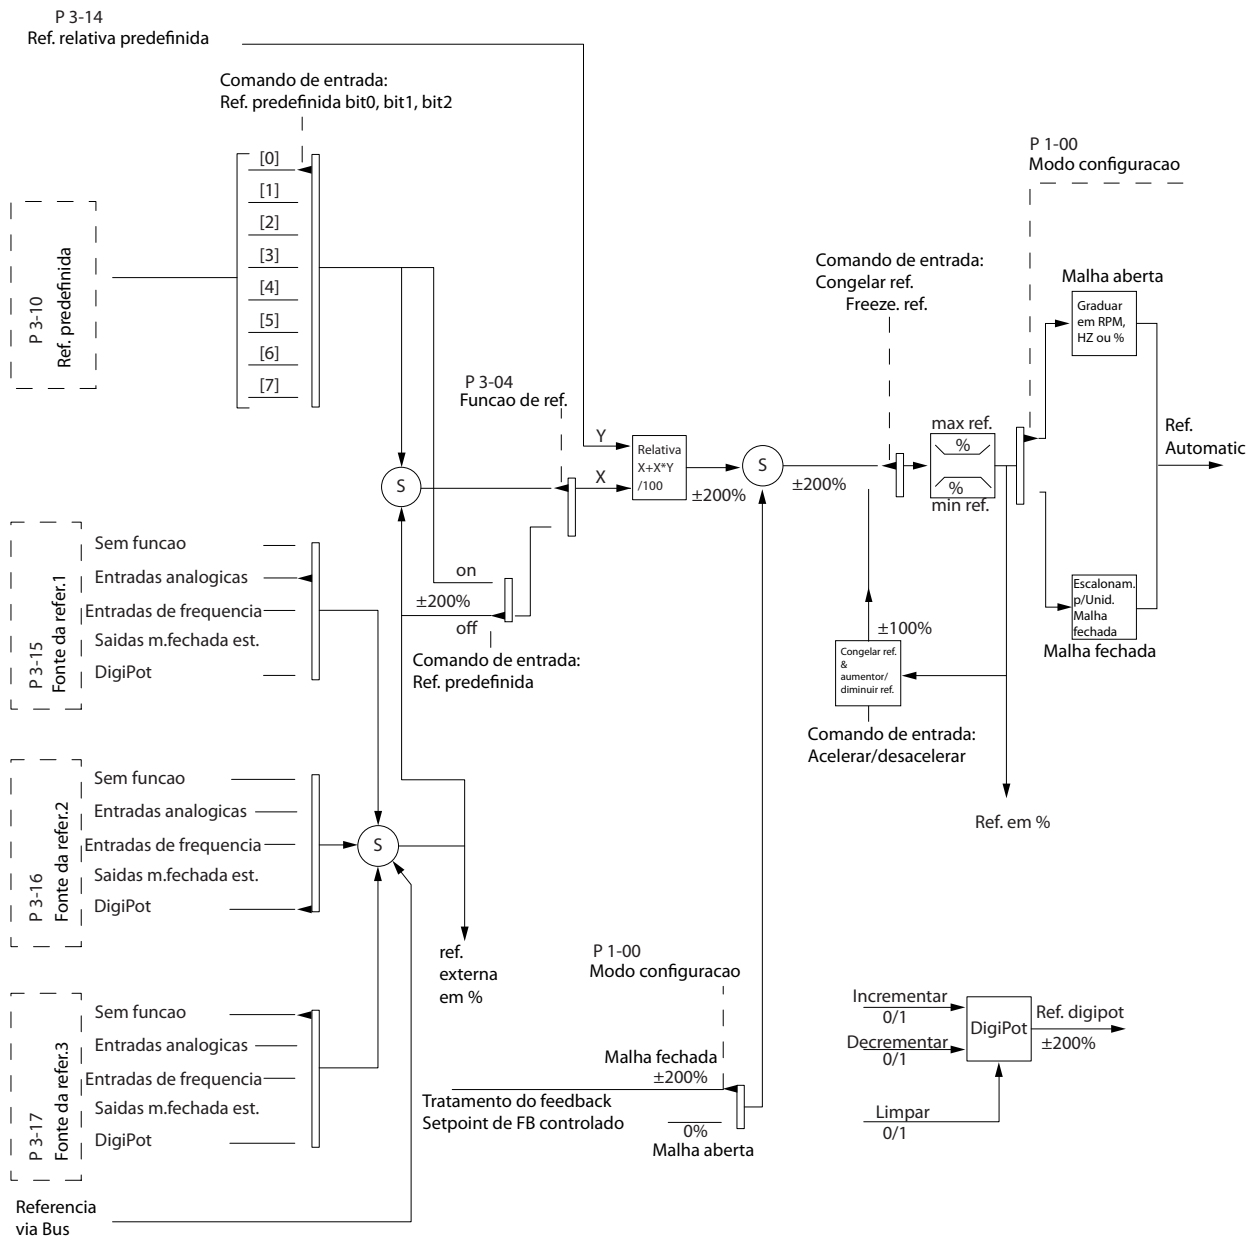 P 3-14
Ref. relativa predefinida
Comando de entrada:
Ref. predefinida bit0, bit1, bit2
[0]
[1]
[2]
[3]
[4]
[5]
[6]
[7]
P 3-10
Ref. predefinida
P 1-00
Modo configuracao
Comando de entrada:
Congelar ref.
Freeze. ref.
Malha aberta
Graduar
em RPM,
HZ ou %
P 3-04
Funcao de ref.
Y
X
Relativa
X+X*Y
/100
±200%
S
±200%
max ref.
%
%
min ref.
Ref.
Automatic
S
on
±200%
off
Comando de entrada:
Ref. predefinida
P 3-15
Fonte da refer.1
Sem funcao
Entradas analogicas
Entradas de frequencia
Saidas m.fechada est.
DigiPot
±100%
Congelar ref.
&
aumentor/
diminuir ref.
Comando de entrada:
Acelerar/desacelerar
Escalonam.
p/Unid.
Malha
fechada
Malha fechada
Ref. em %
P 3-16
Fonte da refer.2
Sem funcao
Entradas analogicas
Entradas de frequencia
Saidas m.fechada est.
DigiPot
S
ref.
externa
em %
P 3-17
Fonte da refer.3
Sem funcao
Entradas analogicas
Entradas de frequencia
Saidas m.fechada est.
DigiPot
Referencia
via Bus
P 1-00
Modo configuracao
Malha fechada
±200%
Tratamento do feedback
Setpoint de FB controlado
0%
Malha aberta
Incrementar
0/1
Decrementar
0/1
Limpar
0/1
DigiPot
Ref. digipot
±200%